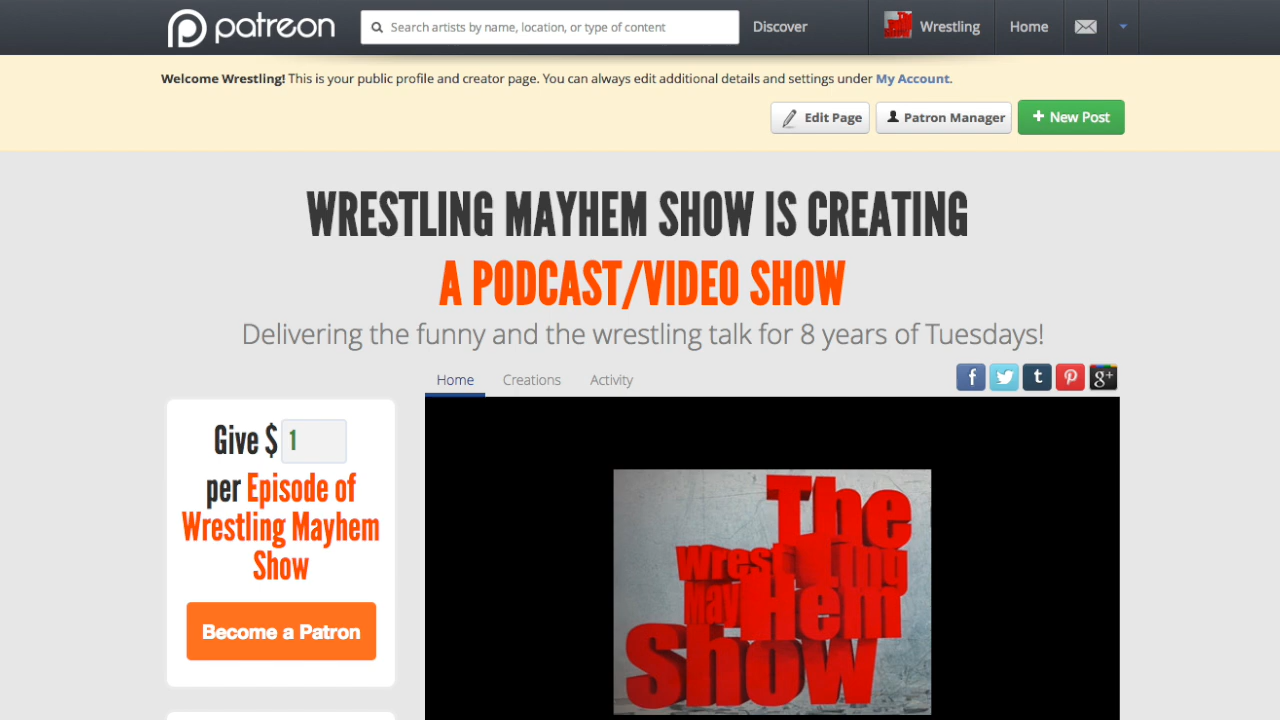 patreon
Search artists by name, location, or type of content
Discover
Wrestling
Home
Welcome Wrestling! This is your public profile and creator page. You can always edit additional details and settings under My Account.
Edit Page
Patron Manager
+ New Post
WRESTLING MAYHEM SHOW IS CREATING
A PODCAST/VIDEO SHOW
Delivering the funny and the wrestling talk for 8 years of Tuesdays!
Home
Creations
Activity
f
t
g+
Give $ 1
per Episode of
Wrestling Mayhem
Show
Become a Patron
The
Wrestling
MayHem
Show